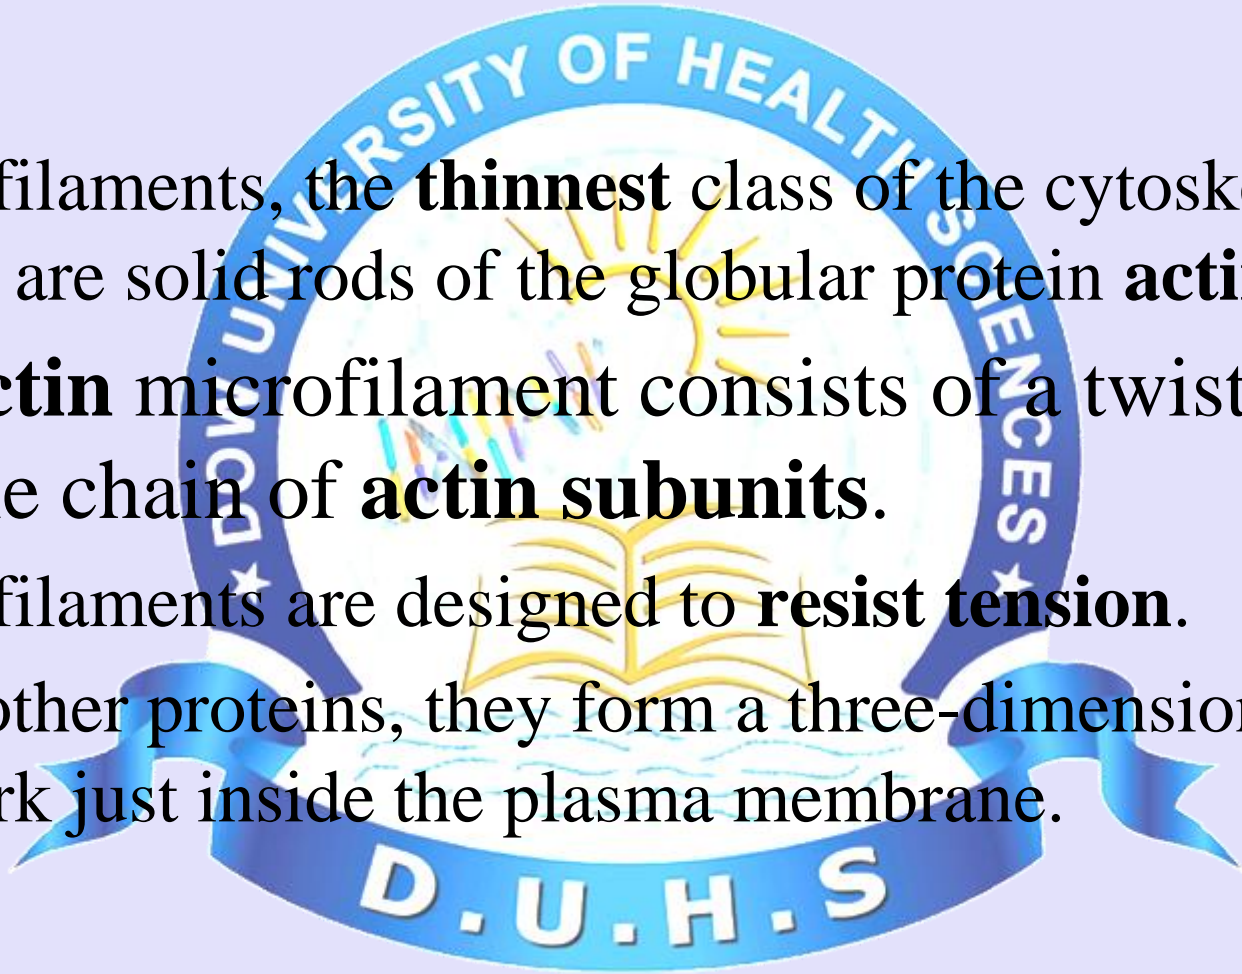 DOW UNIVERSITY OF HEALTH SCIENCES
filaments, the thinnest class of the cytosk
are solid rods of the globular protein acti
ctin microfilament consists of a twist
e chain of actin subunits.
filaments are designed to resist tension.
other proteins, they form a three-dimension
rk just inside the plasma membrane.
D.U.H.S